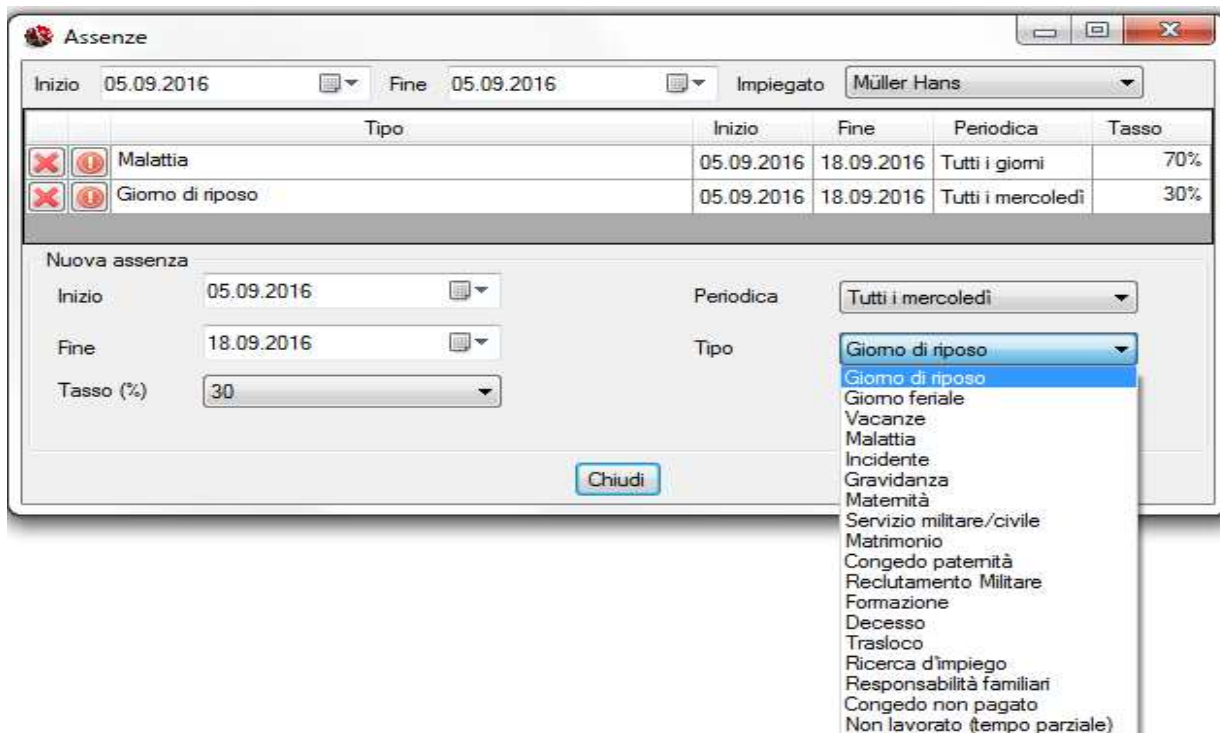 Assenze
Inizio 05.09.2016 Fine 05.09.2016 Impiegato Müller Hans
Tipo Inizio Fine Periodica Tasso
Malattia 05.09.2016 18.09.2016 Tutti i giorni 70%
Giorno di riposo 05.09.2016 18.09.2016 Tutti i mercoledì 30%
Nuova assenza
Inizio 05.09.2016 Periodica Tutti i mercoledì
Fine 18.09.2016 Tipo Giorno di riposo
Tasso (%) 30
Giorno di riposo
Giorno feriale
Vacanze
Malattia
Incidente
Gravidanza
Maternità
Servizio militare/civile
Matrimonio
Congedo paternità
Reclutamento Militare
Formazione
Decesso
Trasloco
Ricerca d'impiego
Responsabilità familiari
Congedo non pagato
Non lavorato (tempo parziale)
Chiudi